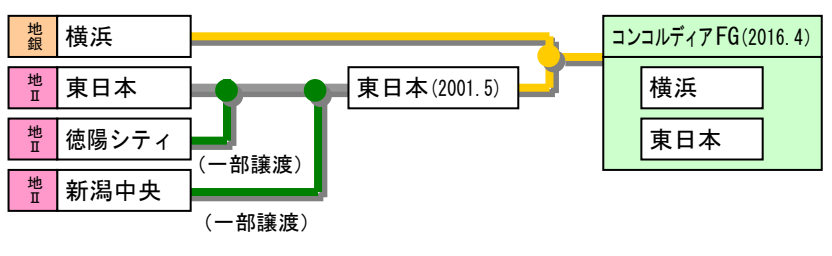 地銀 横浜
地Ⅱ 東日本
地Ⅱ 徳陽シティ
(一部譲渡)
地Ⅱ 新潟中央
(一部譲渡)
東日本(2001.5)
コンコルディアFG(2016.4)
横浜
東日本